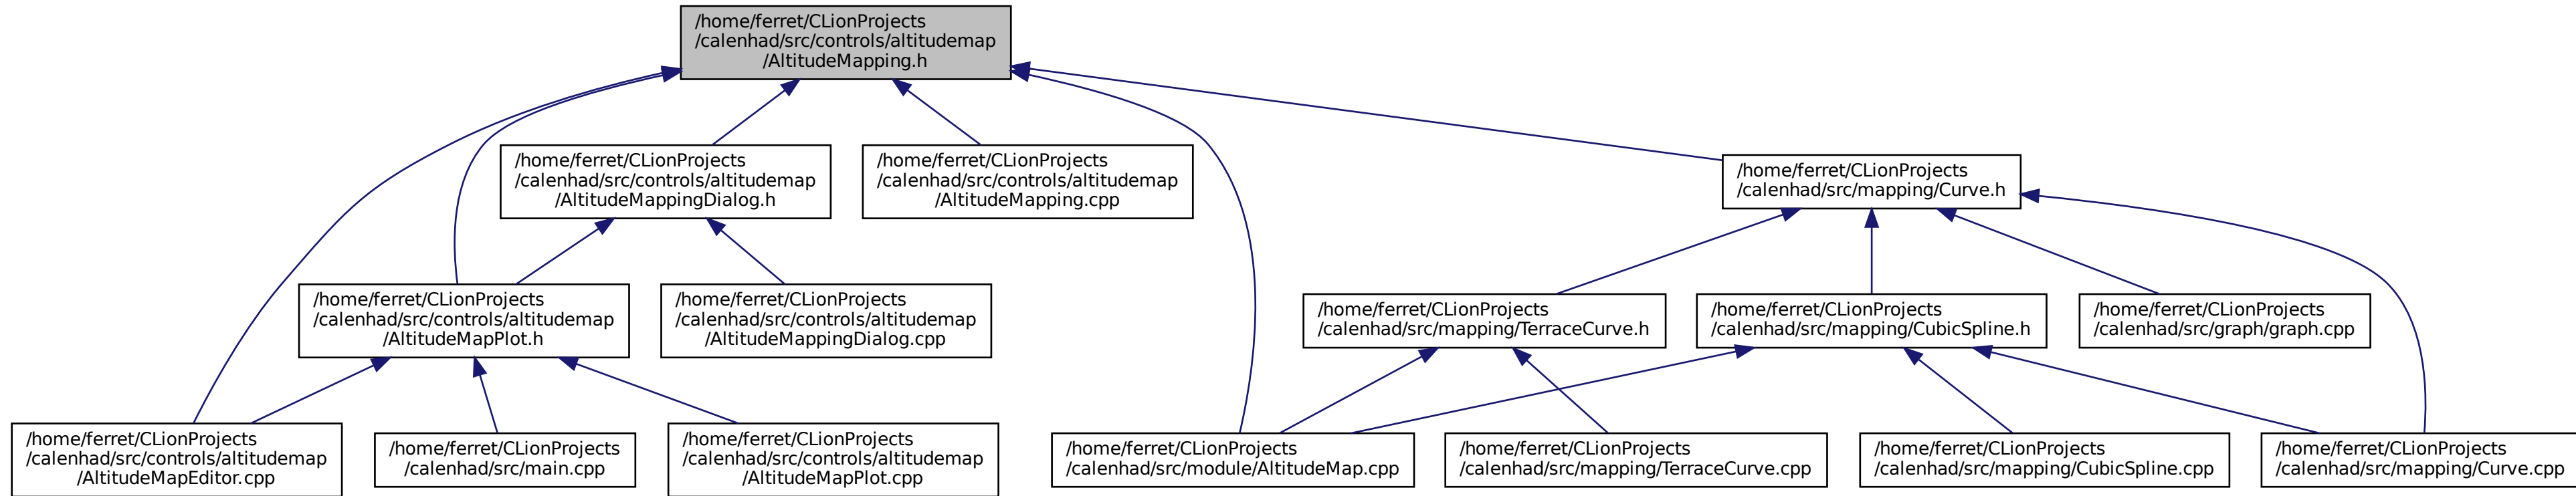 /home/ferret/CLionProjects
/calenhad/src/controls/altitudemap
/AltitudeMapping.h
/home/ferret/CLionProjects
/calenhad/src/controls/altitudemap
/AltitudeMappingDialog.h
/home/ferret/CLionProjects
/calenhad/src/controls/altitudemap
/AltitudeMapping.cpp
/home/ferret/CLionProjects
/calenhad/src/mapping/Curve.h
/home/ferret/CLionProjects
/calenhad/src/controls/altitudemap
/AltitudeMapPlot.h
/home/ferret/CLionProjects
/calenhad/src/controls/altitudemap
/AltitudeMappingDialog.cpp
/home/ferret/CLionProjects
/calenhad/src/mapping/TerraceCurve.h
/home/ferret/CLionProjects
/calenhad/src/mapping/CubicSpline.h
/home/ferret/CLionProjects
/calenhad/src/graph/graph.cpp
/home/ferret/CLionProjects
/calenhad/src/controls/altitudemap
/AltitudeMapEditor.cpp
/home/ferret/CLionProjects
/calenhad/src/main.cpp
/home/ferret/CLionProjects
/calenhad/src/controls/altitudemap
/AltitudeMapPlot.cpp
/home/ferret/CLionProjects
/calenhad/src/module/AltitudeMap.cpp
/home/ferret/CLionProjects
/calenhad/src/mapping/TerraceCurve.cpp
/home/ferret/CLionProjects
/calenhad/src/mapping/CubicSpline.cpp
/home/ferret/CLionProjects
/calenhad/src/mapping/Curve.cpp